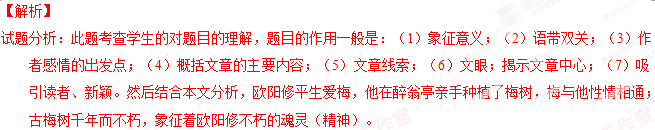 【解析】
试题分析：此题考查学生的对题目的理解，题目的作用一般是：（1）象征意义；（2）语带双关；（3）作
者感情的出发点；（4）概括文章的主要内容；（5）文章线索；（6）文眼；揭示文章中心；（7）吸
引读者、新颖。然后结合本文分析，欧阳修平生爱梅，他在醉翁亭亲手种植了梅树，梅与他性情相通；
古梅树千年而不朽，象征着欧阳修不朽的魂灵（精神）。